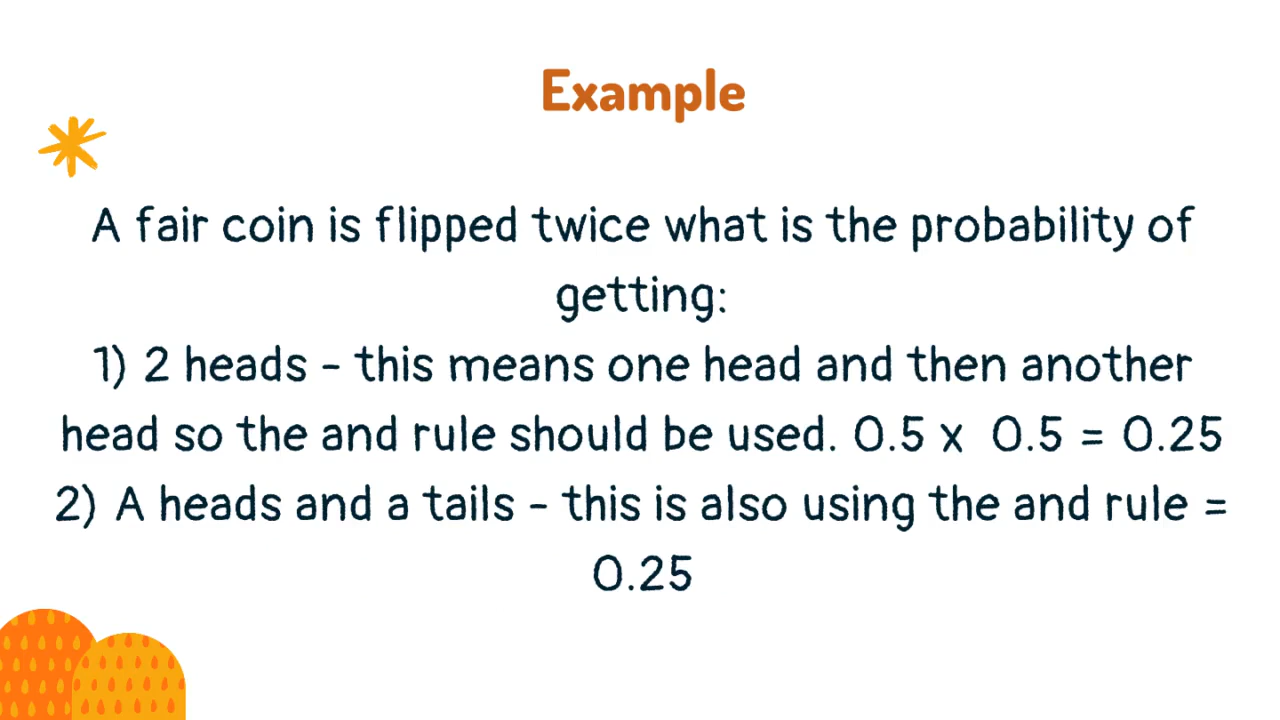 Example
A fair coin is flipped twice what is the probability of
getting:
1) 2 heads - this means one head and then another
head so the and rule should be used. 0.5 x 0.5 = 0.25
2) A heads and a tails - this is also using the and rule =
0.25